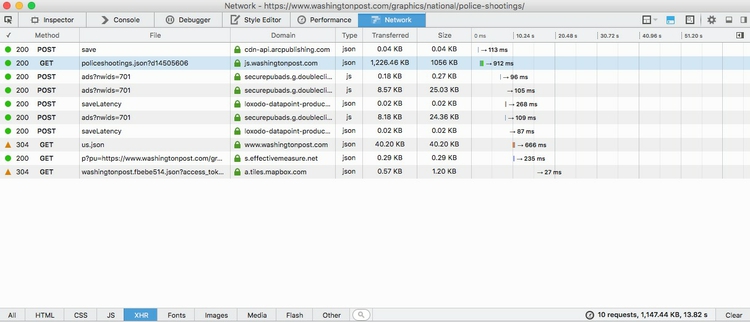 Network - https://www.washingtonpost.com/graphics/national/police-shootings/
Inspector Console Debugger Style Editor Performance Network
✓ Method File Domain Type Transferred Size 0 ms 10.24 s 20.48 s 30.72 s 40.96 s 51.20 s
200 POST save cdn-api.arcpublishing.com json 0.04 KB 0.04 KB → 113 ms
200 GET policeshootings.json?d14505606 js.washingtonpost.com json 1,226.46 KB 1056 KB → 912 ms
200 POST ads?nwids=701 securepubads.g.doublecli... js 0.18 KB 0.27 KB → 96 ms
200 POST ads?nwids=701 securepubads.g.doublecli... js 8.57 KB 25.03 KB → 105 ms
200 POST saveLatency loxodo-datapoint-produc... json 0.02 KB 0.02 KB → 268 ms
200 POST ads?nwids=701 securepubads.g.doublecli... js 8.18 KB 24.36 KB → 109 ms
200 POST saveLatency loxodo-datapoint-produc... json 0.02 KB 0.02 KB → 87 ms
304 GET us.json www.washingtonpost.com json 40.20 KB 40.20 KB → 666 ms
200 GET p?pu=https://www.washingtonpost.com/gr... s.effectivemeasure.net json 0.29 KB 0.29 KB → 235 ms
304 GET washingtonpost.fbebe514.json?access_tok... a.tiles.mapbox.com json 0.57 KB 1.20 KB → 27 ms
All HTML CSS JS XHR Fonts Images Media Flash Other 10 requests, 1,147.44 KB, 13.82 s Clear